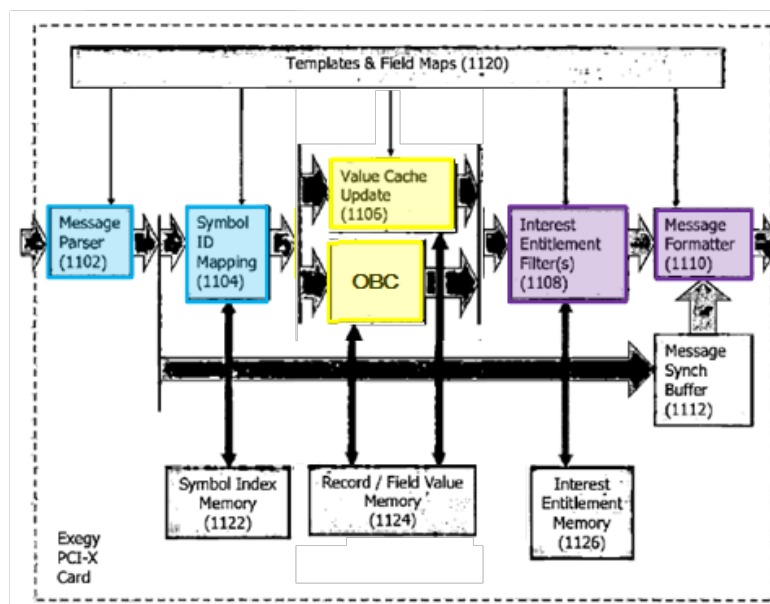 Templates & Field Maps (1120)
Message
Parser
(1102)
Symbol
ID
Mapping
(1104)
Value Cache
Update
(1106)
OBC
Interest
Entitlement
Filter(s)
(1108)
Message
Formatter
(1110)
Message
Synch
Buffer
(1112)
Symbol Index
Memory
(1122)
Record / Field Value
Memory
(1124)
Interest
Entitlement
Memory
(1126)
Exegy
PCI-X
Card